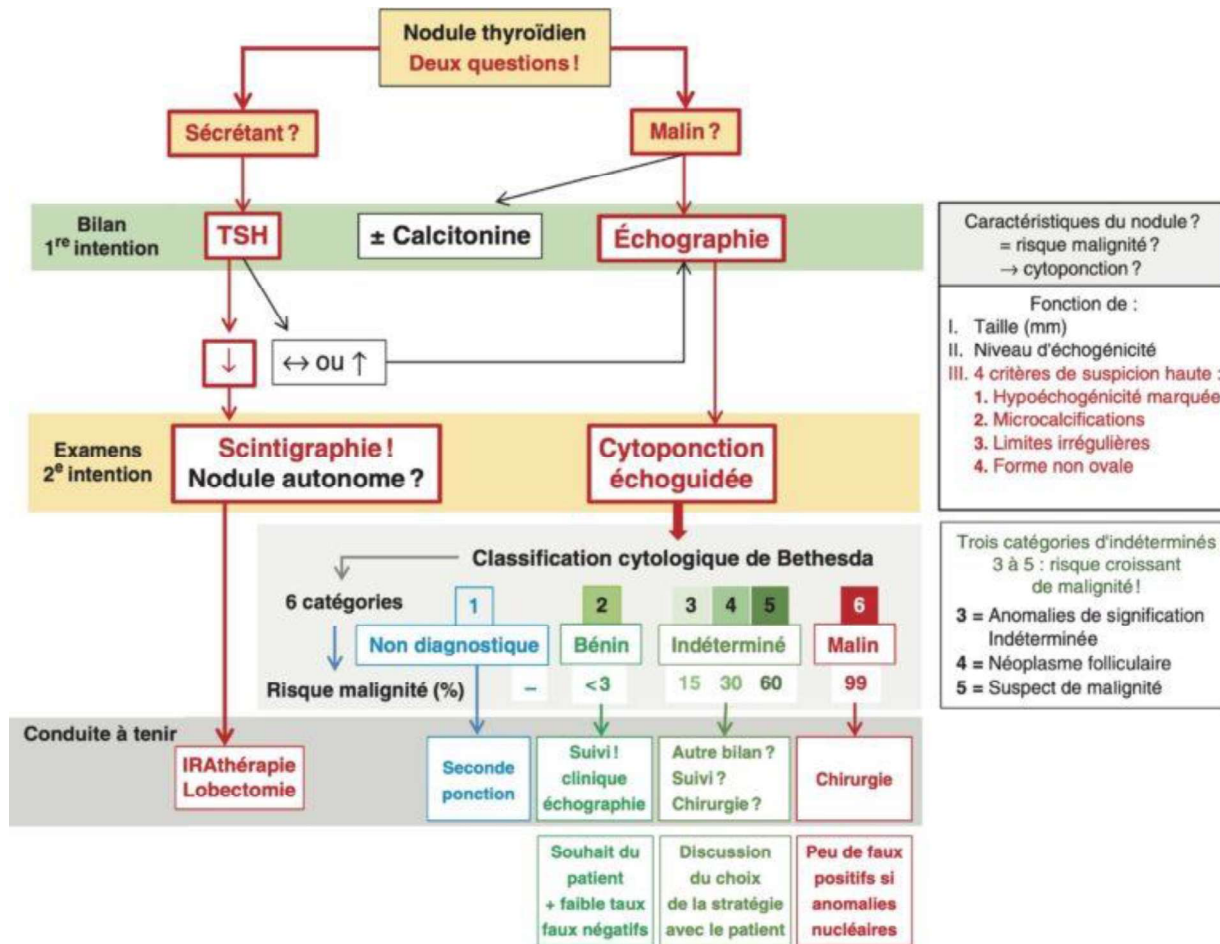 Nodule thyroïdien
Deux questions !
Sécrétant ?
Malin ?
Bilan
1re intention
TSH
± Calcitonine
Échographie
↓
↔ ou ↑
Examens
2e intention
Scintigraphie !
Nodule autonome ?
Cytoponction
échoguidée
Caractéristiques du nodule ?
= risque malignité ?
→ cytoponction ?
Fonction de :
I. Taille (mm)
II. Niveau d'échogénicité
III. 4 critères de suspicion haute :
1. Hypoéchogénicité marquée
2. Microcalcifications
3. Limites irrégulières
4. Forme non ovale
Classification cytologique de Bethesda
6 catégories
1 2 3 4 5 6
Non diagnostique Bénin Indéterminé Malin
Risque malignité (%) – <3 15 30 60 99
Trois catégories d'indéterminés
3 à 5 : risque croissant
de malignité !
3 = Anomalies de signification
Indéterminée
4 = Néoplasme folliculaire
5 = Suspect de malignité
Conduite à tenir
IRAthérapie
Lobectomie
Seconde
ponction
Suivi !
clinique
échographie
Autre bilan ?
Suivi ?
Chirurgie ?
Chirurgie
Souhait du
patient
+ faible taux
faux négatifs
Discussion
du choix
de la stratégie
avec le patient
Peu de faux
positifs si
anomalies
nucléaires